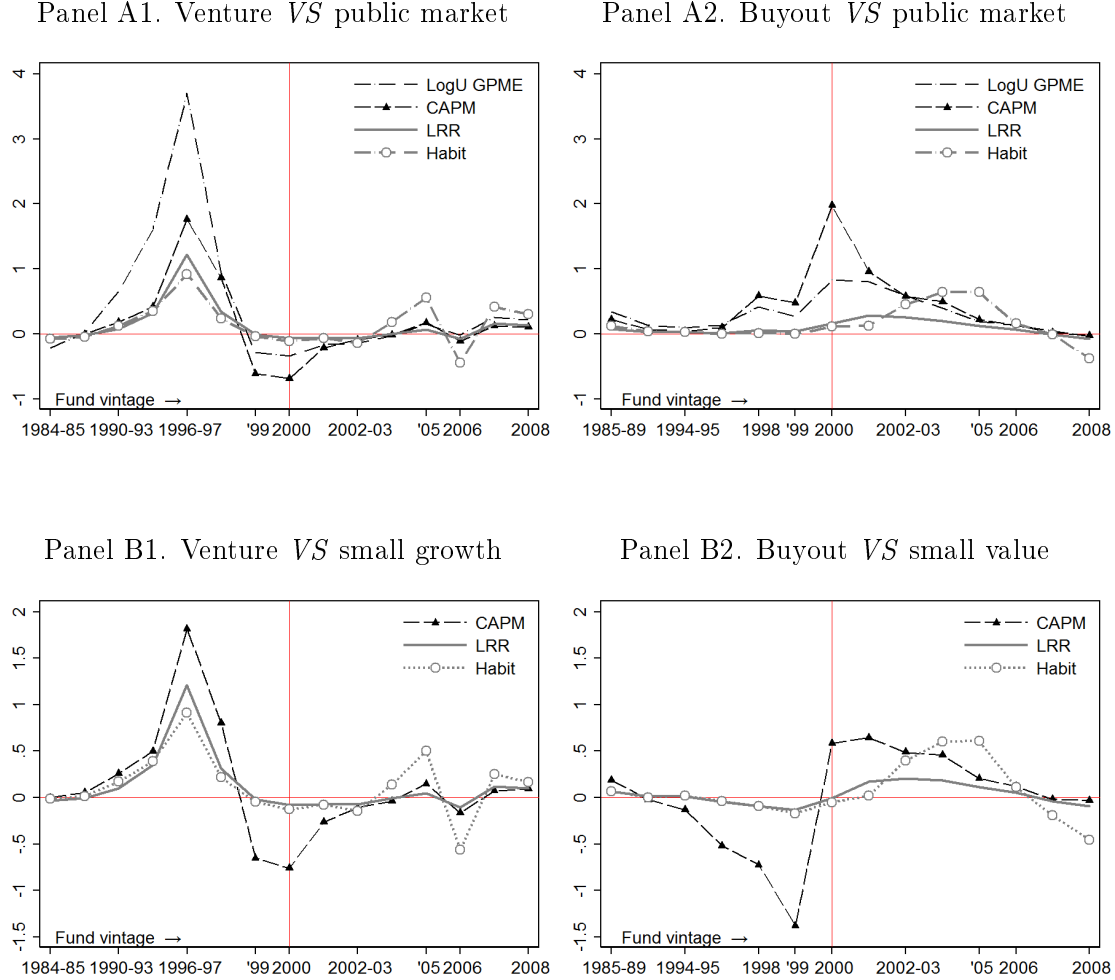 Panel A1. Venture VS public market
4
3
2
1
0
-1
LogU GPME
CAPM
LRR
Habit
Fund vintage →
1984-85 1990-93 1996-97 '99 2000 2002-03 '05 2006 2008
Panel A2. Buyout VS public market
4
3
2
1
0
-1
LogU GPME
CAPM
LRR
Habit
Fund vintage →
1985-89 1994-95 1998 '99 2000 2002-03 '05 2006 2008
Panel B1. Venture VS small growth
2
1.5
1
.5
0
-.5
-1
-1.5
CAPM
LRR
Habit
Fund vintage →
1984-85 1990-93 1996-97 '99 2000 2002-03 '05 2006 2008
Panel B2. Buyout VS small value
2
1.5
1
.5
0
-.5
-1
-1.5
CAPM
LRR
Habit
Fund vintage →
1985-89 1994-95 1998 '99 2000 2002-03 '05 2006 2008